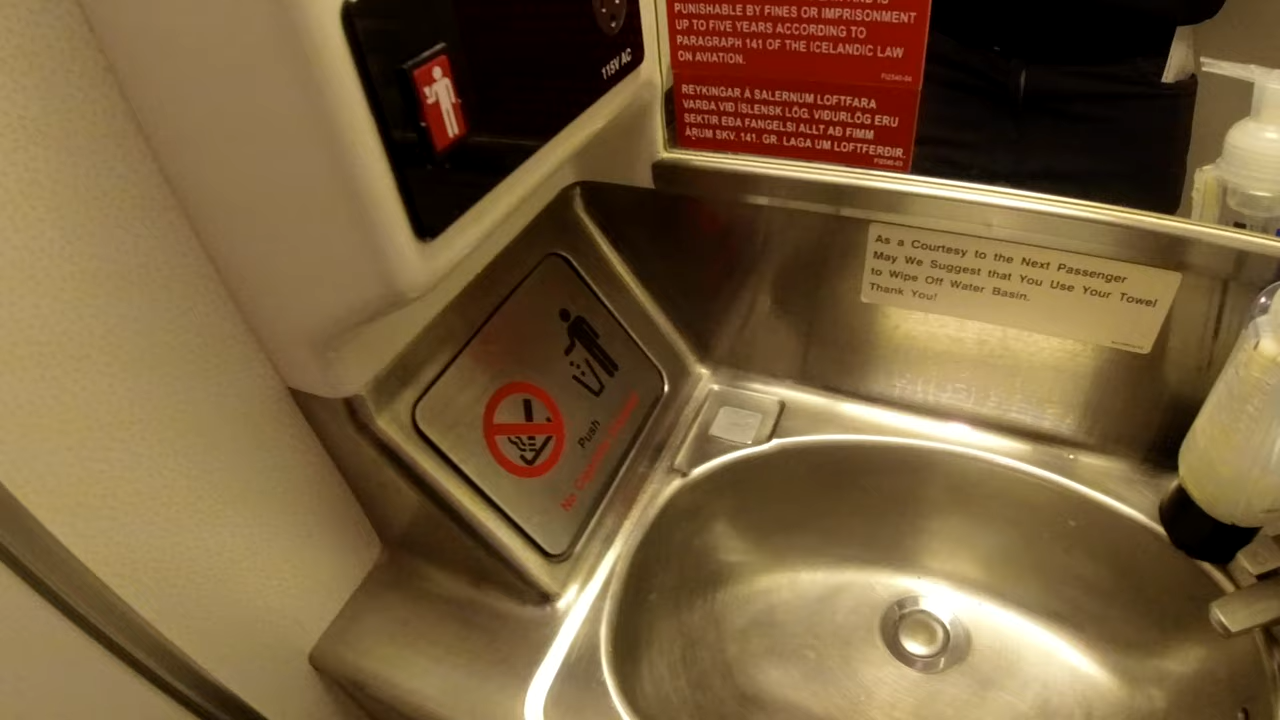 PUNISHABLE BY FINES OR IMPRISONMENT
UP TO FIVE YEARS ACCORDING TO
PARAGRAPH 141 OF THE ICELANDIC LAW
ON AVIATION.
REYKINGAR Á SALERNUM LOFTFARA
VARÐA VIÐ ÍSLENSK LÖG. VIÐURLÖG ERU
SEKTIR EÐA FANGELSI ALLT AÐ FIMM
ÁRUM SKV. 141. GR. LAGA UM LOFTFERÐIR.
115V AC
As a Courtesy to the Next Passenger
May We Suggest that You Use Your Towel
to Wipe Off Water Basin.
Thank You!
Push
No Cigarette